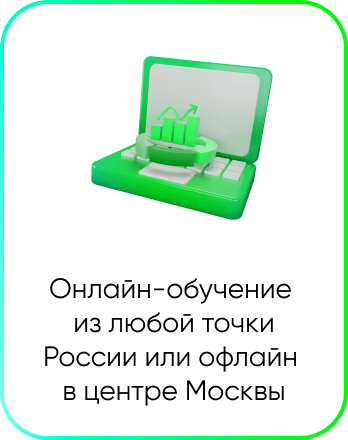 Онлайн-обучение
из любой точки
России или офлайн
в центре Москвы